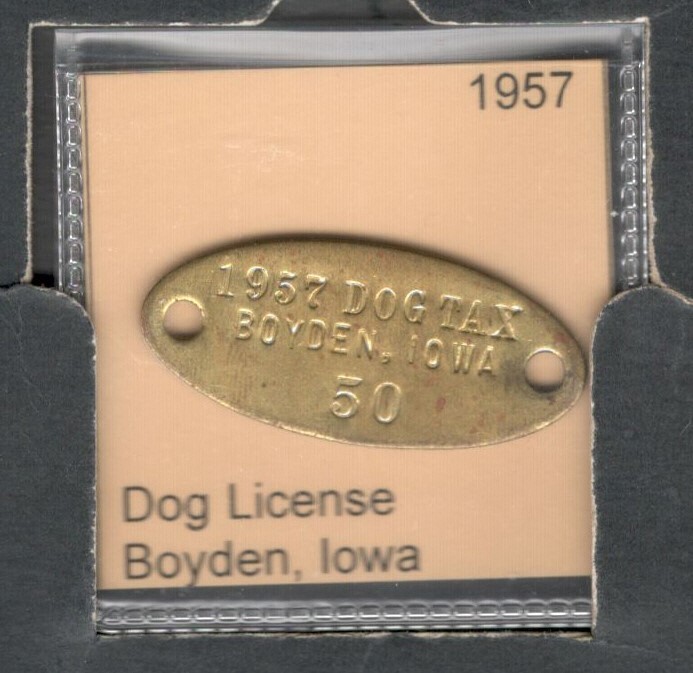 1957
1957 DOG TAX
BOYDEN, IOWA
50
Dog License
Boyden, Iowa